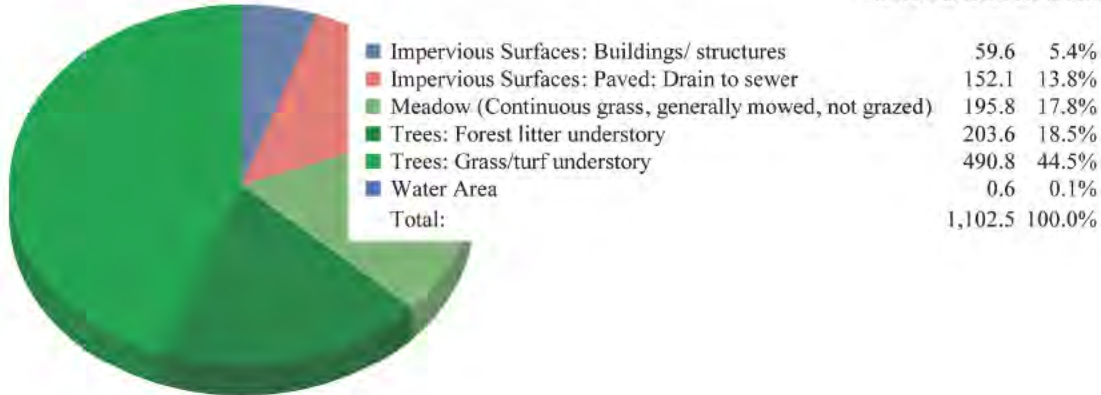 Impervious Surfaces: Buildings/ structures 59.6 5.4%
Impervious Surfaces: Paved: Drain to sewer 152.1 13.8%
Meadow (Continuous grass, generally mowed, not grazed) 195.8 17.8%
Trees: Forest litter understory 203.6 18.5%
Trees: Grass/turf understory 490.8 44.5%
Water Area 0.6 0.1%
Total: 1,102.5 100.0%